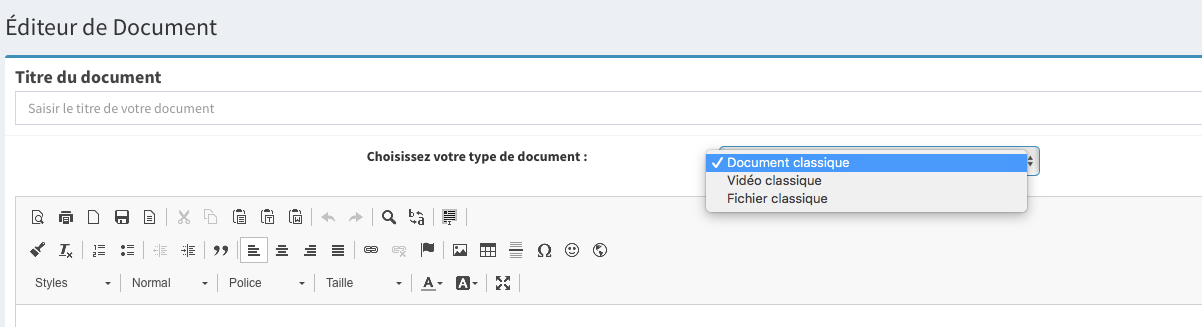 Éditeur de Document
Titre du document
Saisir le titre de votre document
Choisissez votre type de document :
✓ Document classique
Vidéo classique
Fichier classique
Styles Normal Police Taille A A